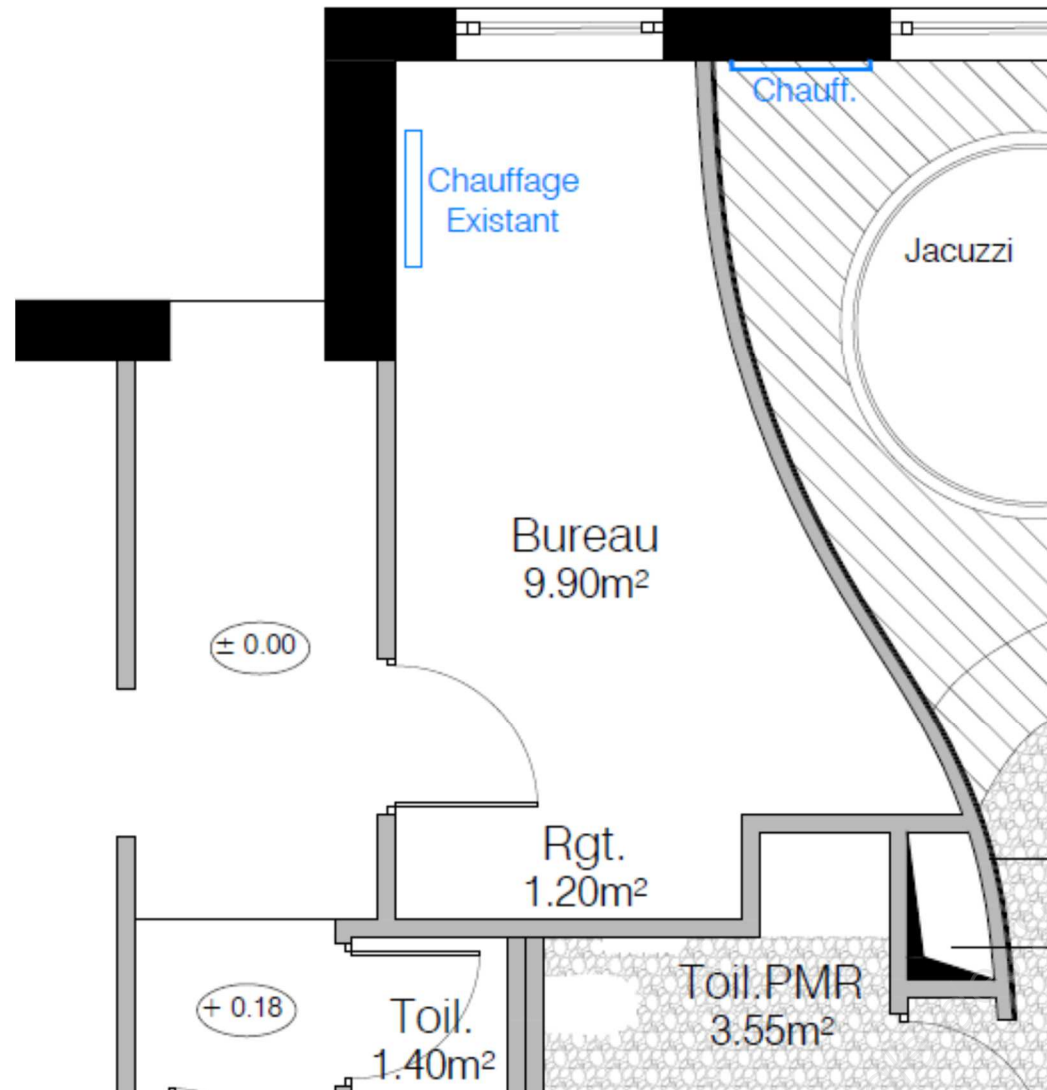 Chauff.
Chauffage
Existant
Jacuzzi
Bureau
9.90m²
± 0.00
Rgt.
1.20m²
+ 0.18
Toil.
1.40m²
Toil.PMR
3.55m²